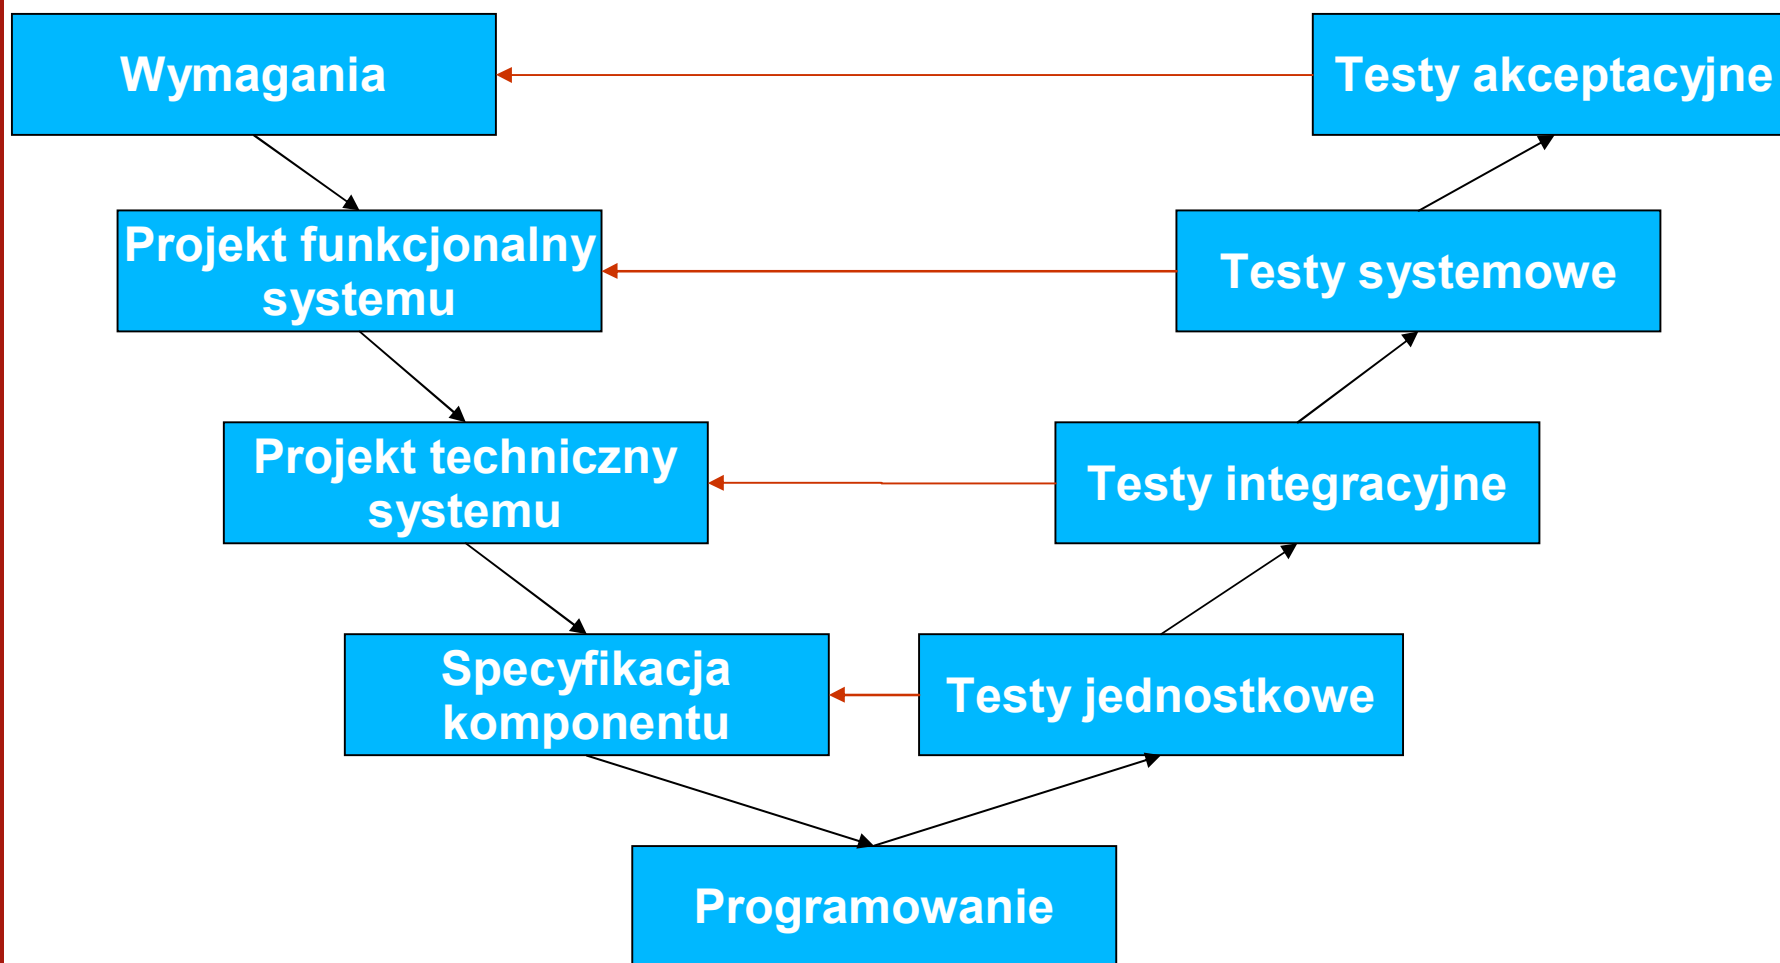 Wymagania
Testy akceptacyjne
Projekt funkcjonalny
systemu
Testy systemowe
Projekt techniczny
systemu
Testy integracyjne
Specyfikacja
komponentu
Testy jednostkowe
Programowanie